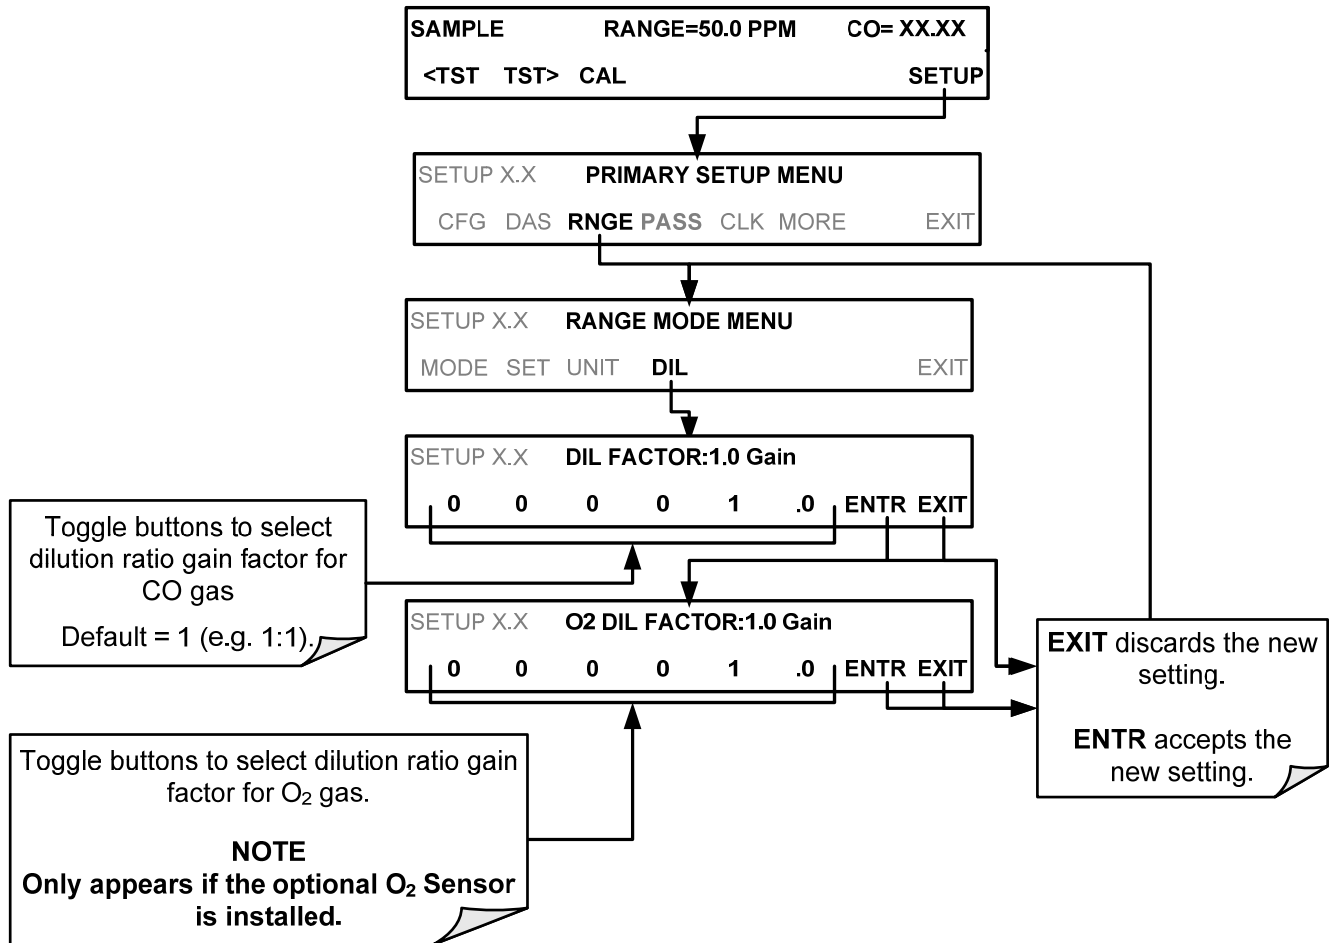 SAMPLE RANGE=50.0 PPM CO= XX.XX
<TST TST> CAL SETUP
SETUP X.X PRIMARY SETUP MENU
CFG DAS RNGE PASS CLK MORE EXIT
SETUP X.X RANGE MODE MENU
MODE SET UNIT DIL EXIT
SETUP X.X DIL FACTOR:1.0 Gain
0 0 0 0 1 .0 ENTR EXIT
Toggle buttons to select
dilution ratio gain factor for
CO gas
Default = 1 (e.g. 1:1).
SETUP X.X O2 DIL FACTOR:1.0 Gain
0 0 0 0 1 .0 ENTR EXIT
EXIT discards the new
setting.
ENTR accepts the
new setting.
Toggle buttons to select dilution ratio gain
factor for O₂ gas.
NOTE
Only appears if the optional O₂ Sensor
is installed.